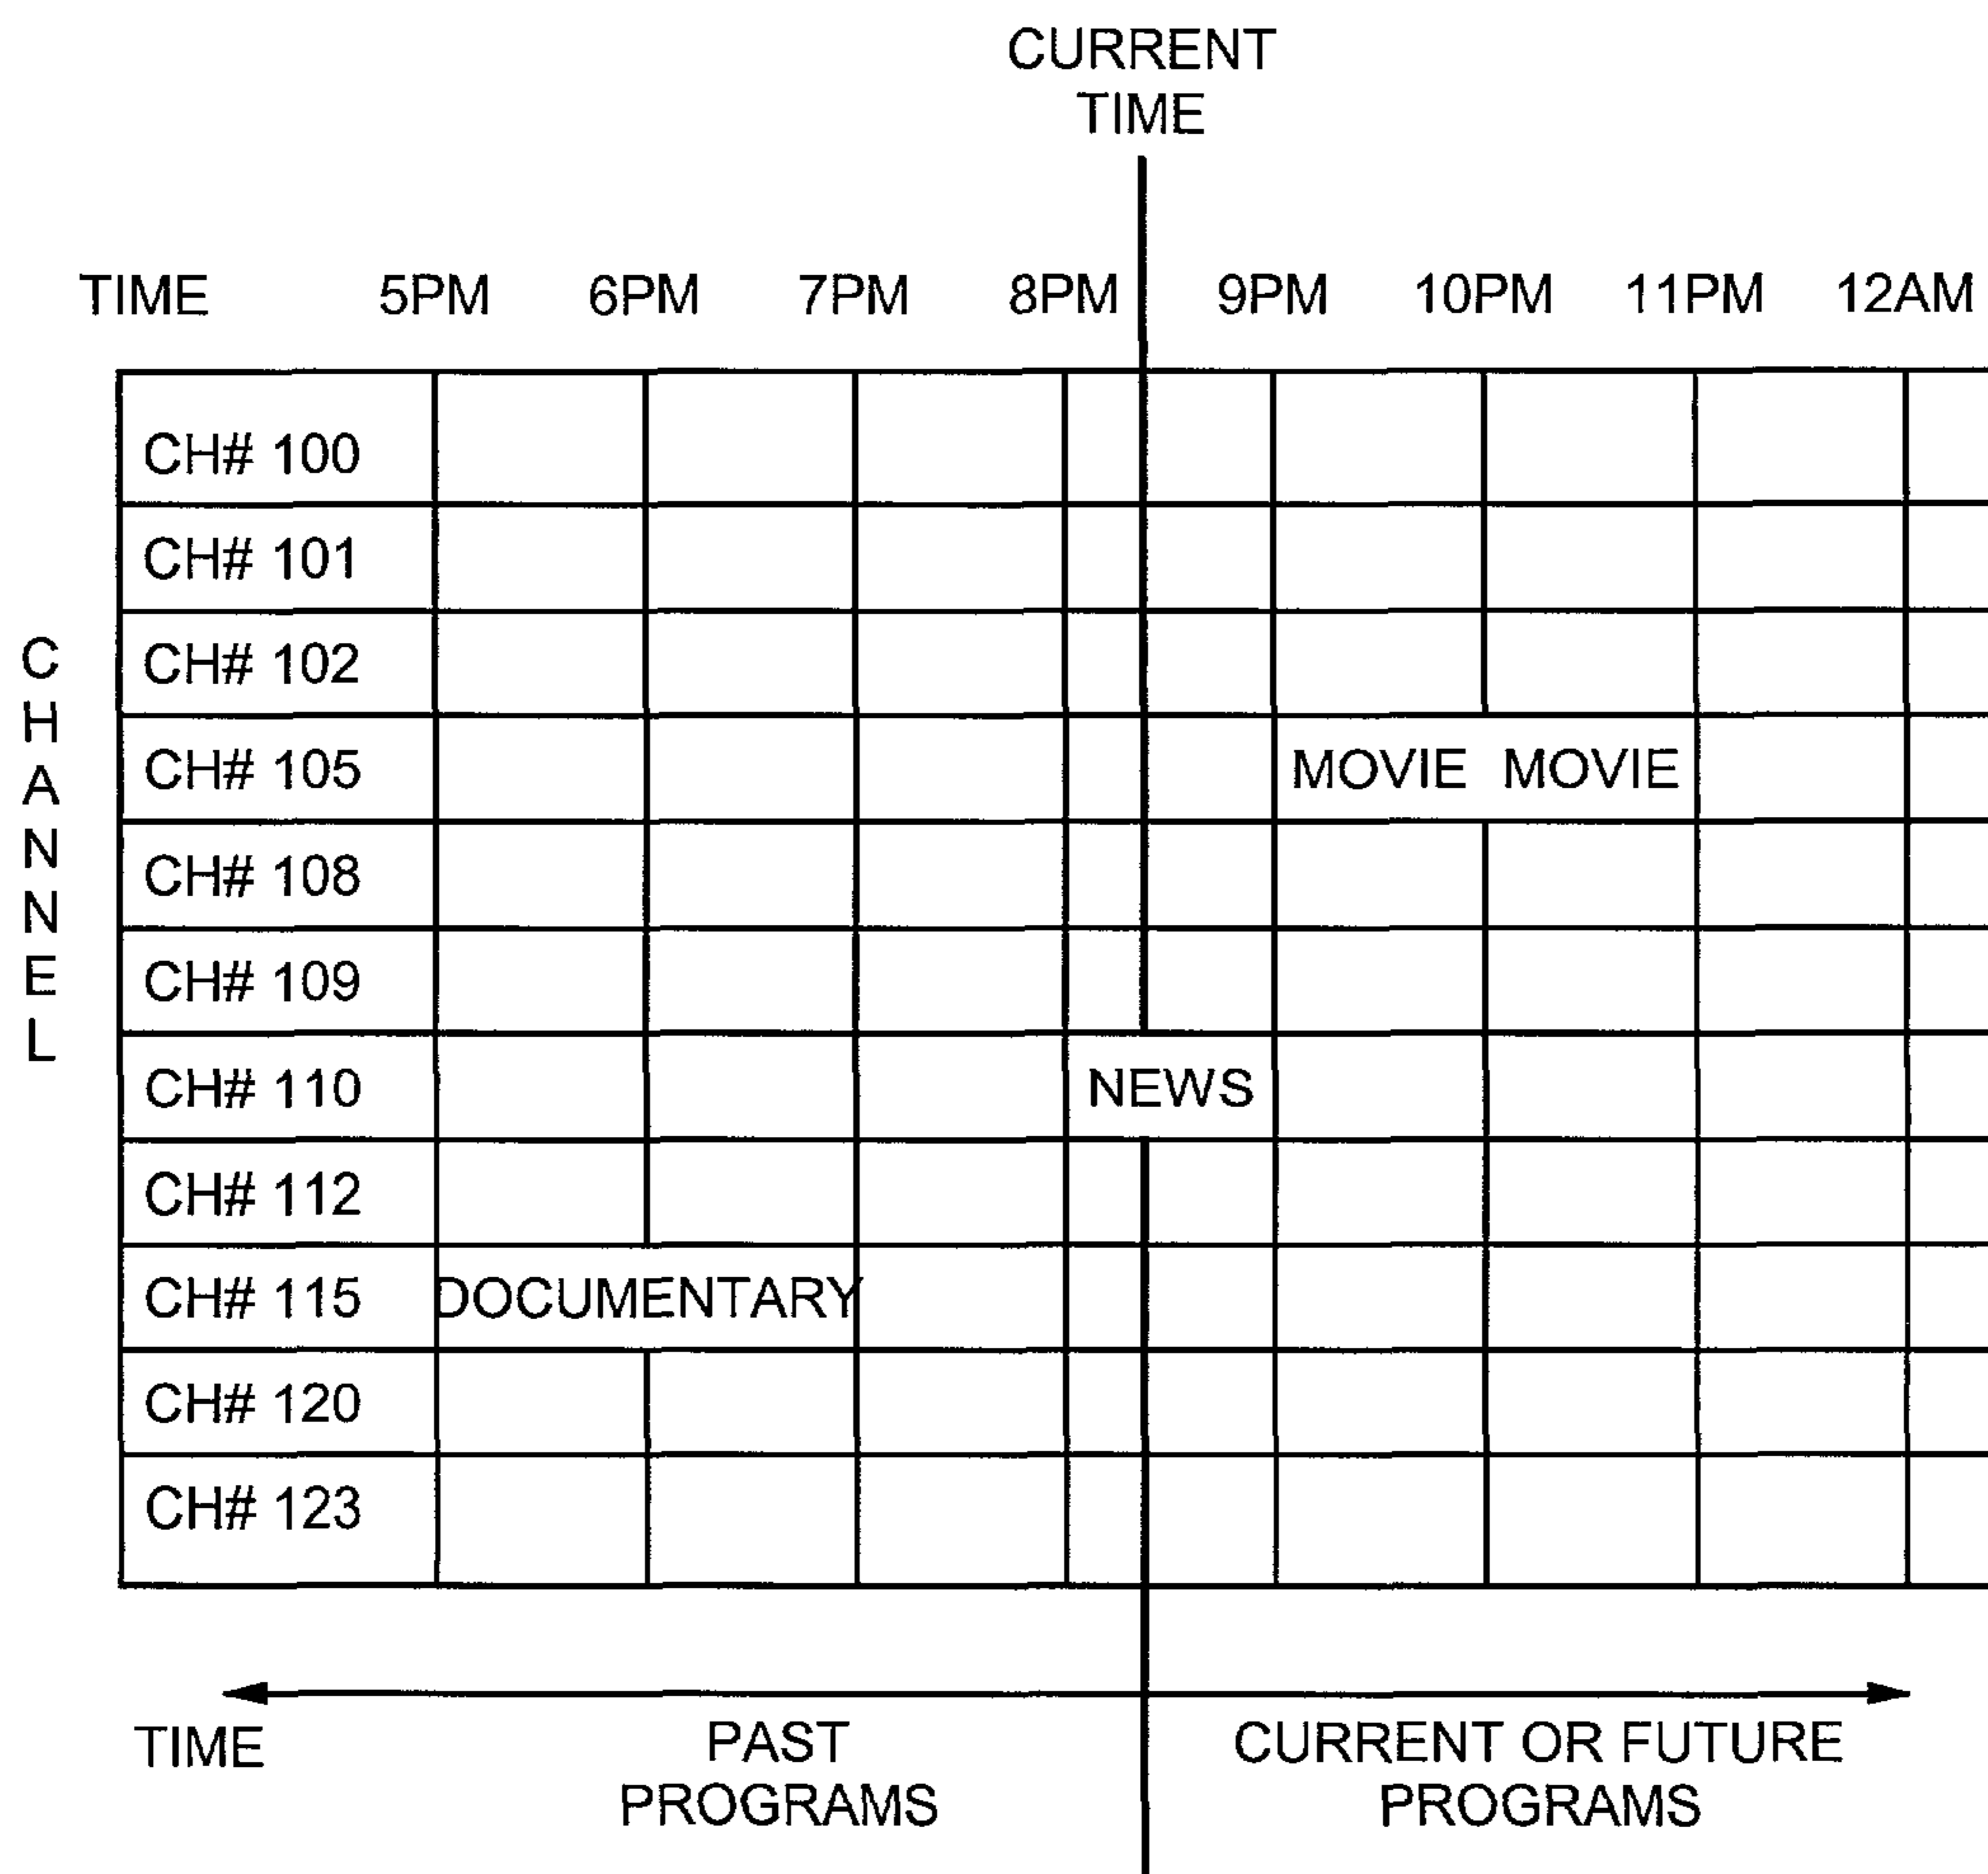 CURRENT
TIME
TIME 5PM 6PM 7PM 8PM 9PM 10PM 11PM 12AM
CHANNEL
CH# 100
CH# 101
CH# 102
CH# 105 MOVIE MOVIE
CH# 108
CH# 109
CH# 110 NEWS
CH# 112
CH# 115 DOCUMENTARY
CH# 120
CH# 123
TIME PAST CURRENT OR FUTURE
PROGRAMS PROGRAMS